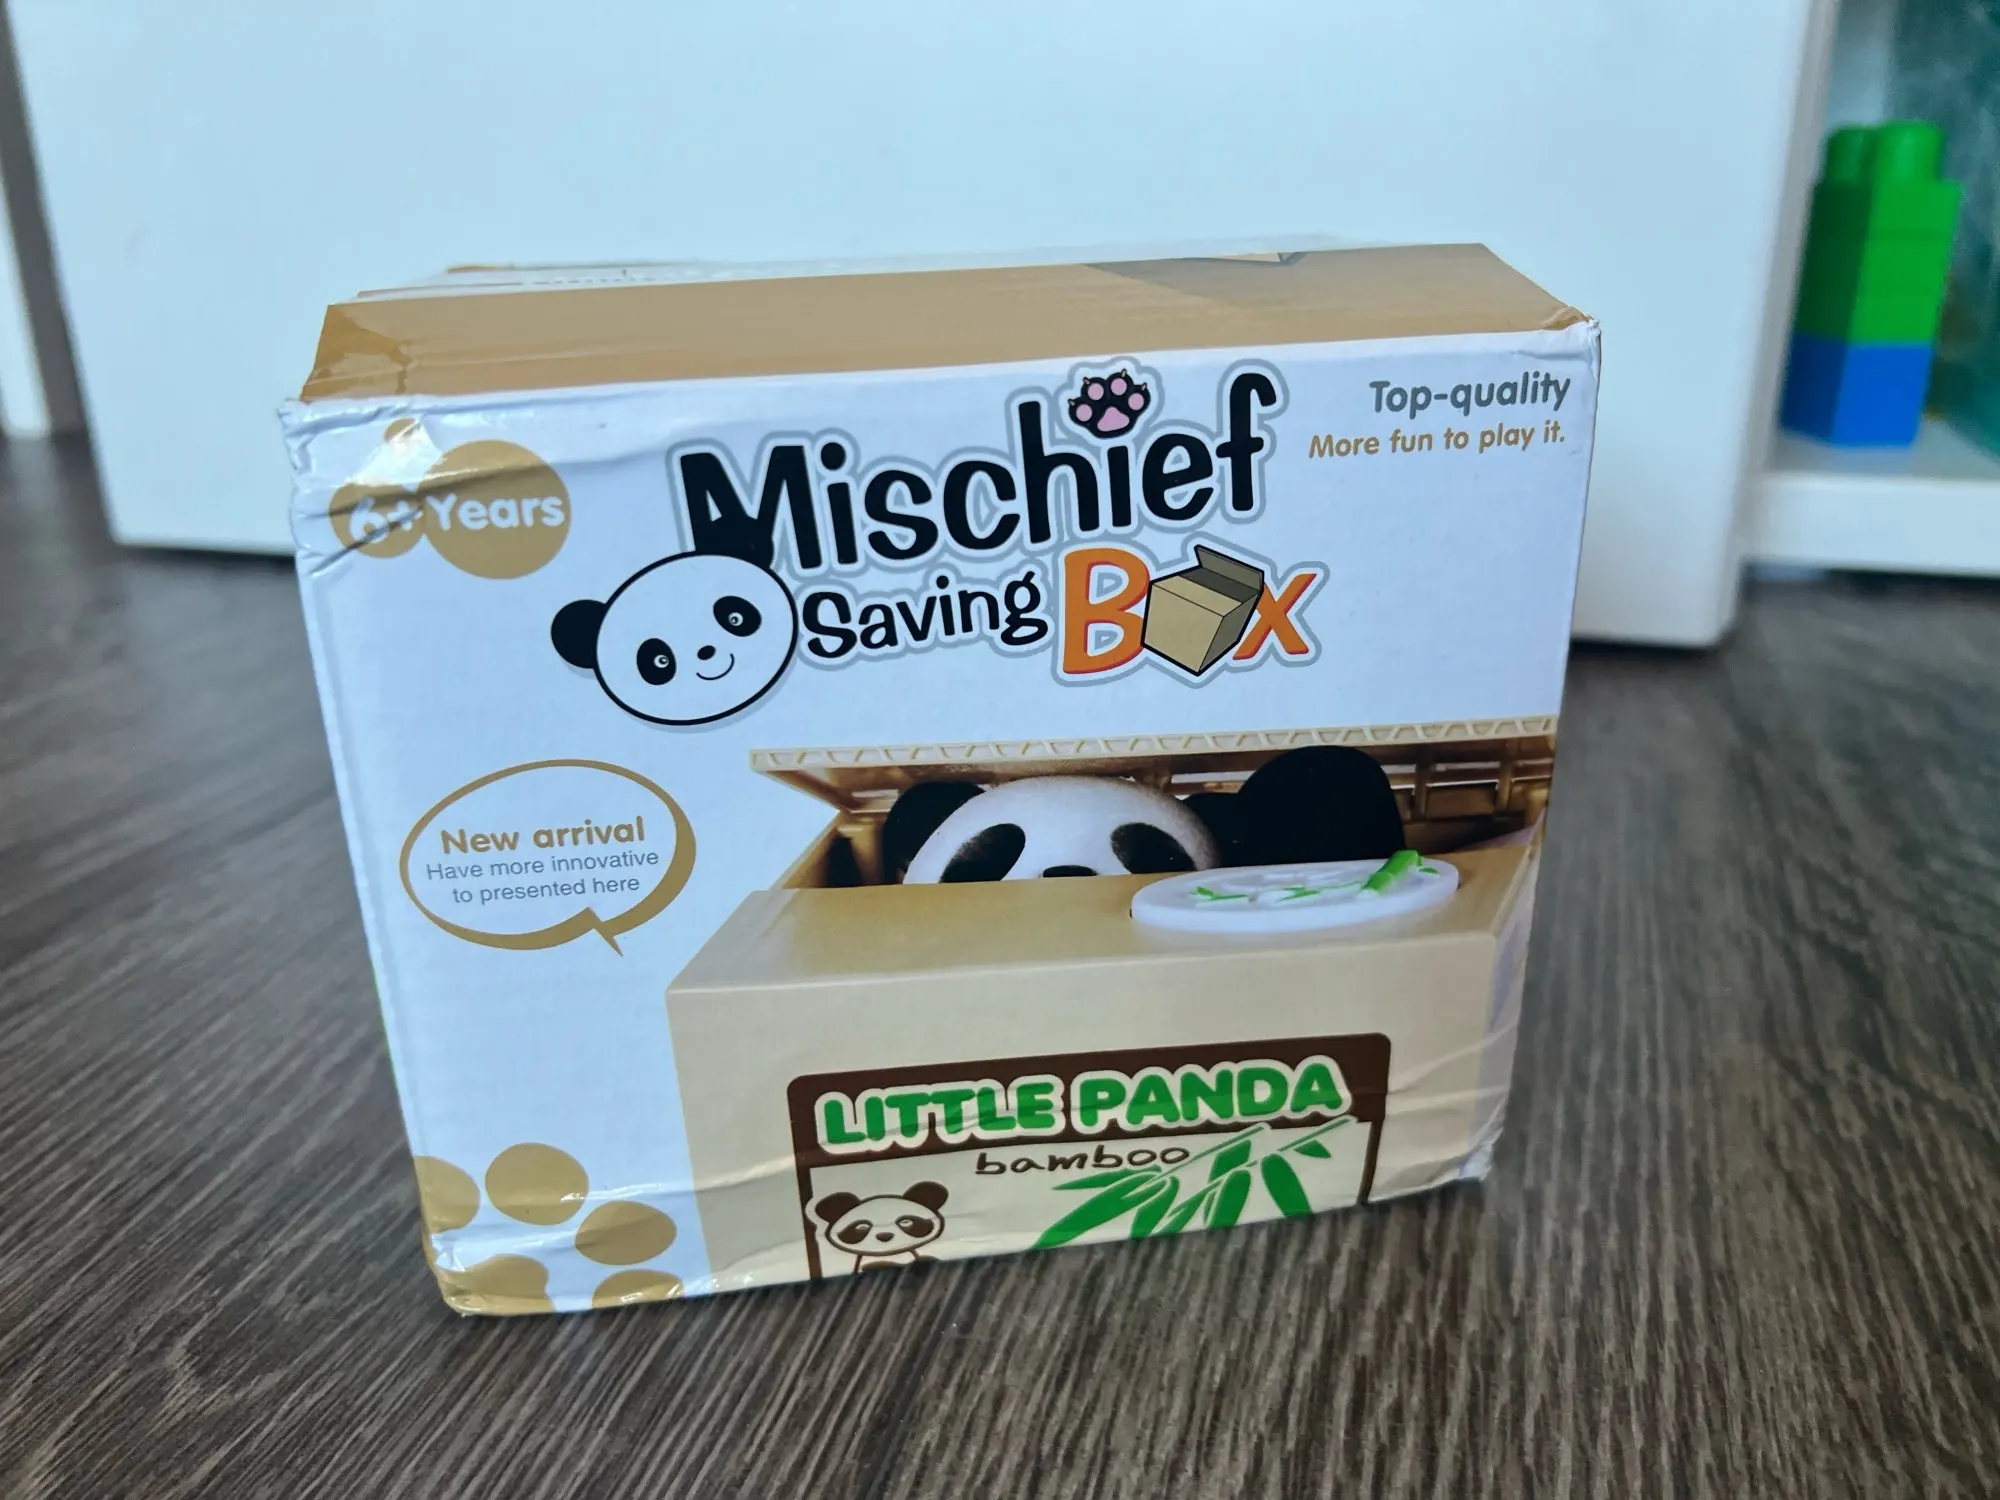 Mischief
Saving Box
Top-quality
More fun to play it.
6+ Years
New arrival
Have more innovative
to presented here
LITTLE PANDA
bamboo